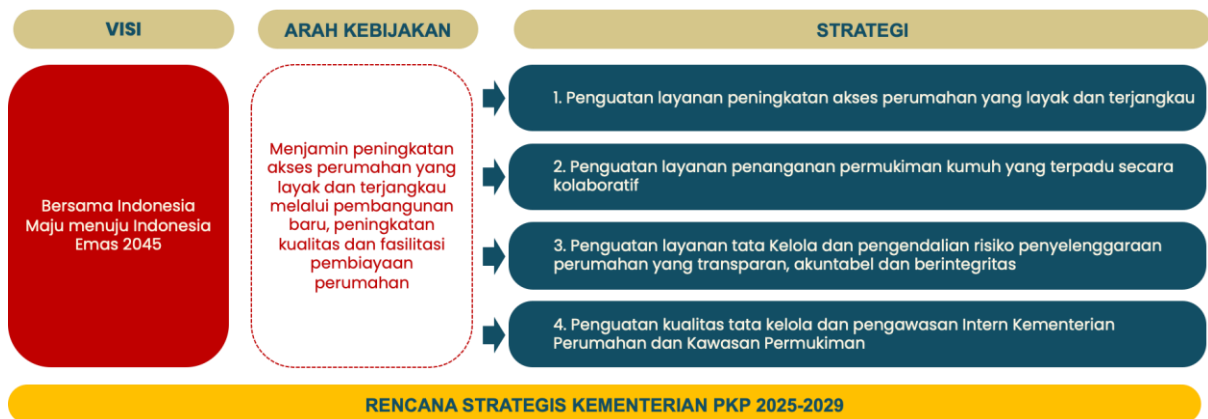 VISI
ARAH KEBIJAKAN
STRATEGI
Bersama Indonesia
Maju menuju Indonesia
Emas 2045
Menjamin peningkatan
akses perumahan yang
layak dan terjangkau
melalui pembangunan
baru, peningkatan
kualitas dan fasilitasi
pembiayaan
perumahan
1. Penguatan layanan peningkatan akses perumahan yang layak dan terjangkau
2. Penguatan layanan penanganan permukiman kumuh yang terpadu secara
kolaboratif
3. Penguatan layanan tata Kelola dan pengendalian risiko penyelenggaraan
perumahan yang transparan, akuntabel dan berintegritas
4. Penguatan kualitas tata kelola dan pengawasan Intern Kementerian
Perumahan dan Kawasan Permukiman
RENCANA STRATEGIS KEMENTERIAN PKP 2025-2029